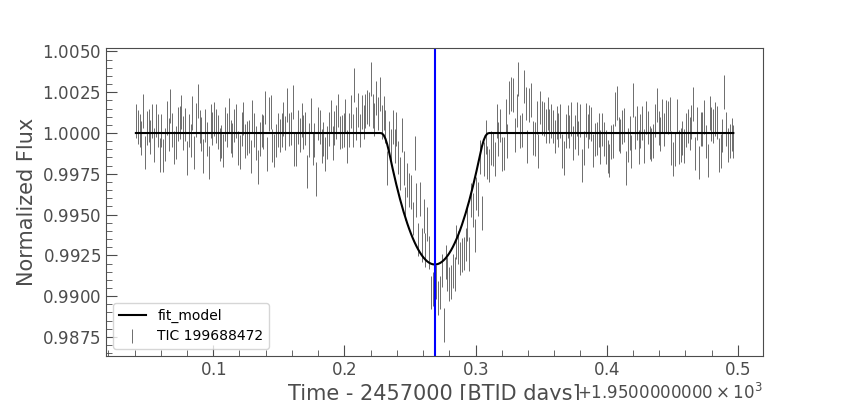 1.0050
1.0025
1.0000
0.9975
0.9950
0.9925
0.9900
0.9875
Normalized Flux
fit_model
TIC 199688472
0.1 0.2 0.3 0.4 0.5
Time - 2457000 [BTJD days]
+1.9500000000 × 10³